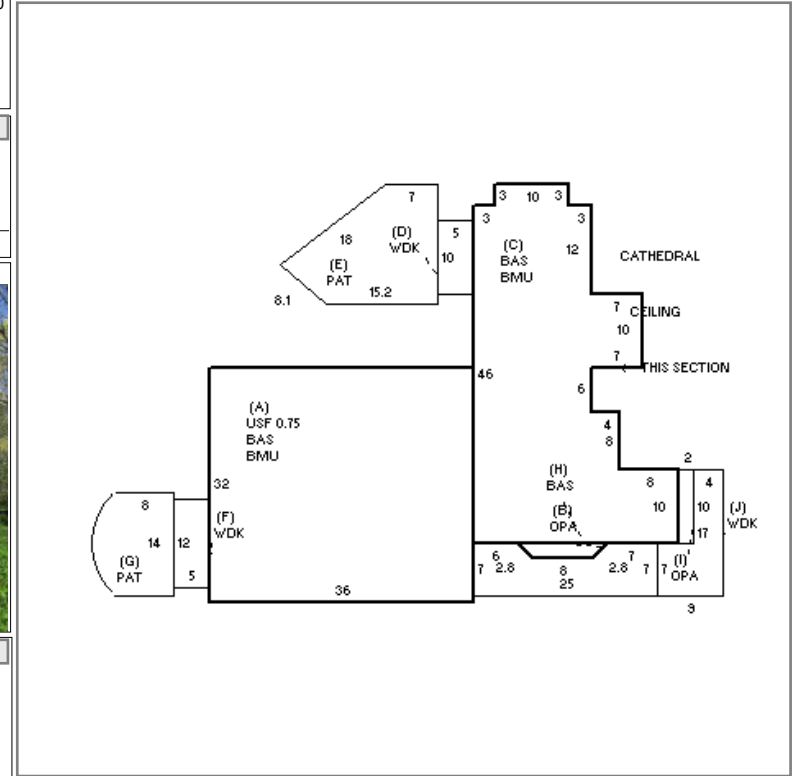 7
3 10 3
3 3
(D)
WDK
5
10
18
(E)
PAT
15.2
8.1
(C)
BAS
BMU
12
CATHEDRAL
7
CEILING
10
7
THIS SECTION
46
6
4
8
(A)
USF 0.75
BAS
BMU
32
36
8
(F)
WDK
14
12
5
(G)
PAT
(H)
BAS
(B)
OPA
2
8
4
10
10
17
(J)
WDK
6
7
2.8
8
25
2.8
7
7
7
(I)
OPA
9